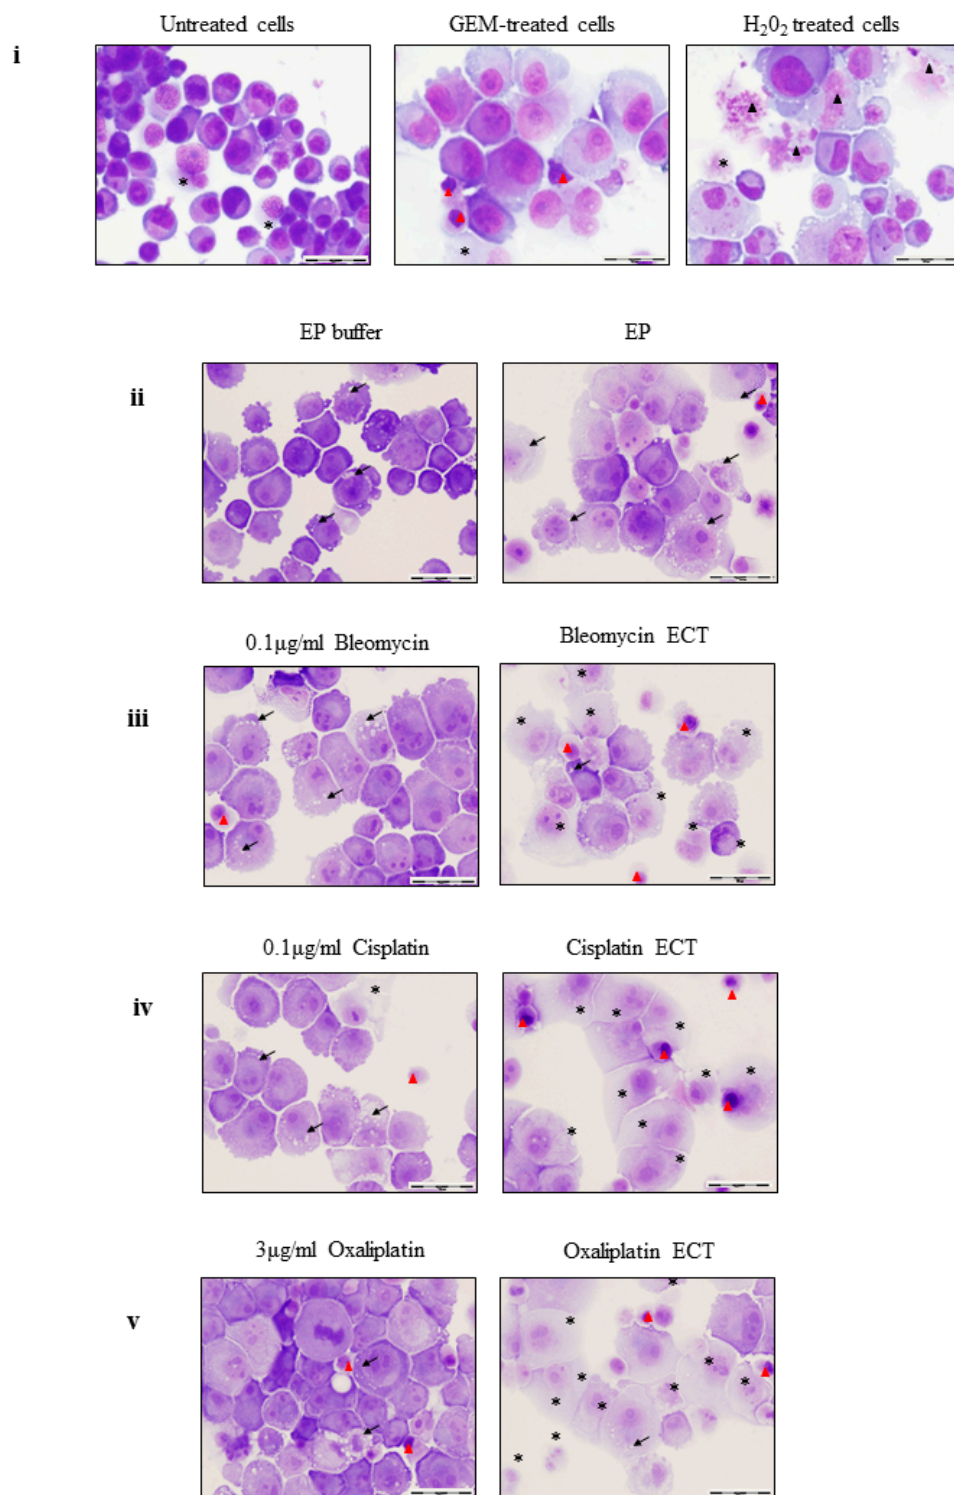 Untreated cells
GEM-treated cells
H₂O₂ treated cells
i
EP buffer
EP
ii
0.1µg/ml Bleomycin
Bleomycin ECT
iii
0.1µg/ml Cisplatin
Cisplatin ECT
iv
3µg/ml Oxaliplatin
Oxaliplatin ECT
v